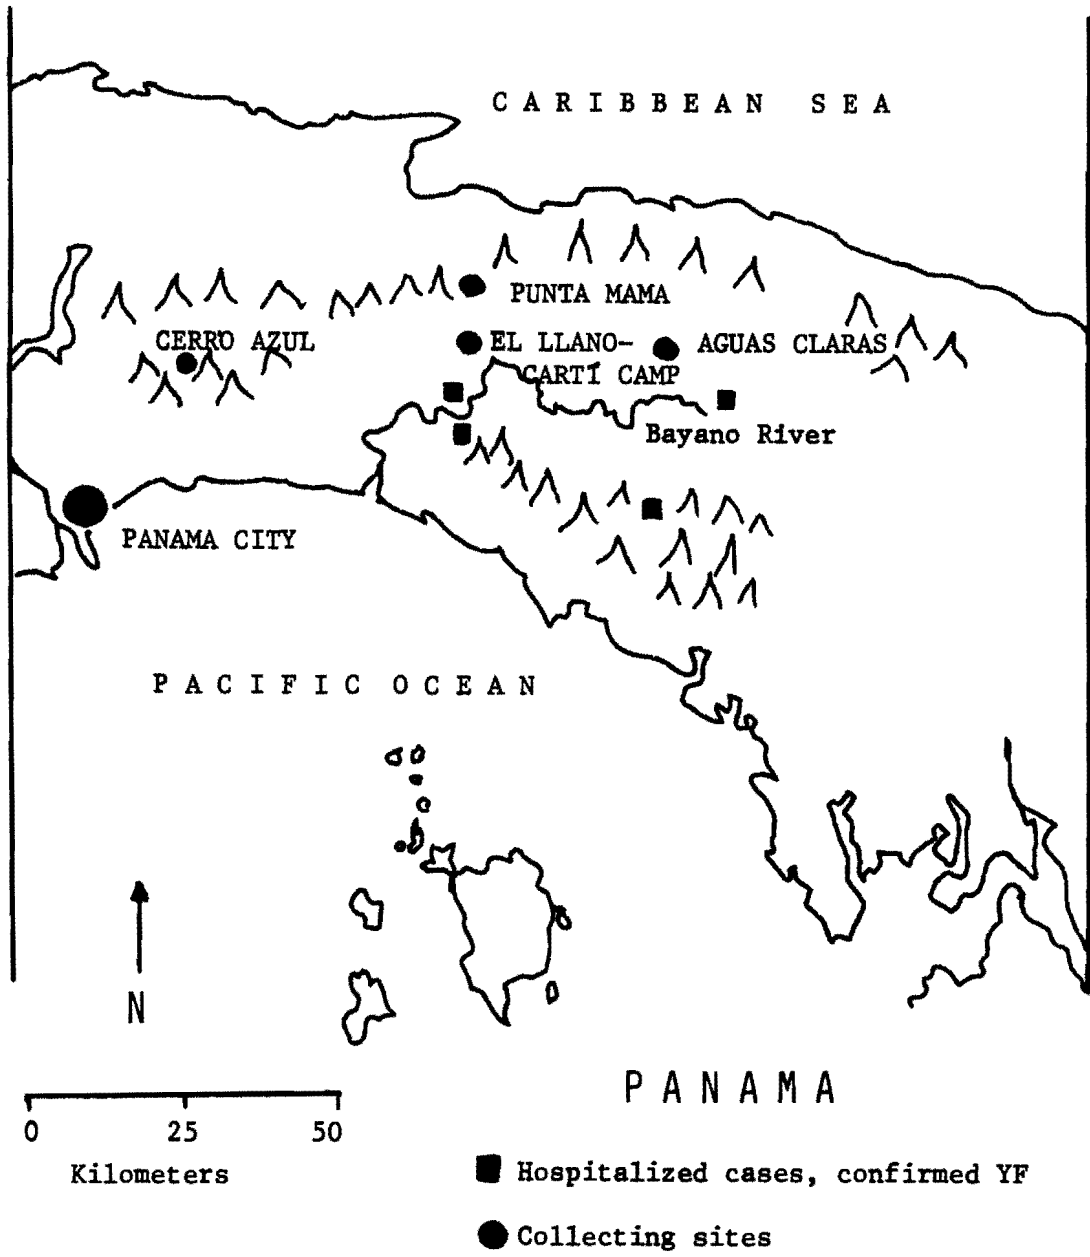 CARIBBEAN SEA
PUNTA MAMA
CERRO AZUL
EL LLANO-
CARTÍ CAMP
AGUAS CLARAS
Bayano River
PANAMA CITY
PACIFIC OCEAN
N
PANAMA
0 25 50
Kilometers
Hospitalized cases, confirmed YF
Collecting sites